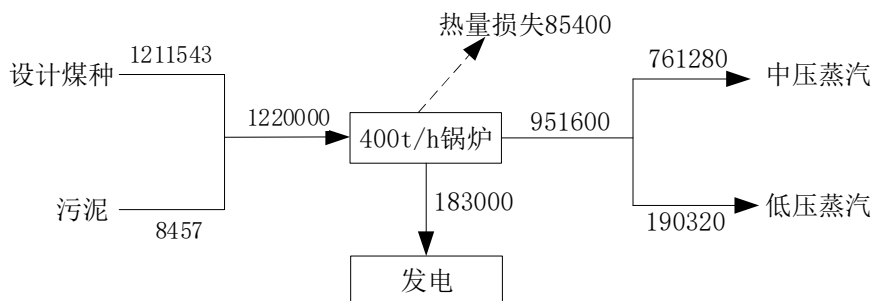 热量损失85400
1211543
设计煤种
761280
中压蒸汽
1220000
400t/h锅炉
951600
183000
污泥
8457
190320
低压蒸汽
发电